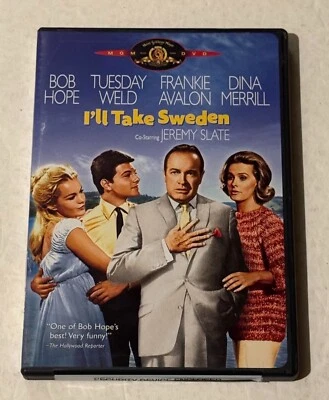 MGM DVD
BOB TUESDAY FRANKIE DINA
HOPE WELD AVALON MERRILL
I'll Take Sweden
Co-Starring JEREMY SLATE
"One of Bob Hope's
best! Very funny!"
-The Hollywood Reporter